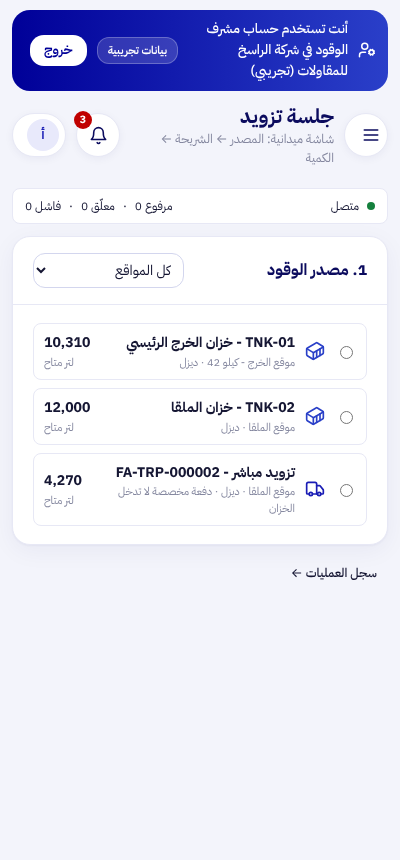 أنت تستخدم حساب مشرف
الوقود في شركة الراسخ
للمقاولات (تجريبي)
بيانات تجريبية
خروج
جلسة تزويد
شاشة ميدانية: المصدر ← الشريحة ←
الكمية
3
أ
متصل
مرفوع 0 · معلّق 0 · فاشل 0
1. مصدر الوقود
كل المواقع
TNK-01 - خزان الخرج الرئيسي
10,310
موقع الخرج - كيلو 42 · ديزل
لتر متاح
TNK-02 - خزان الملقا
12,000
موقع الملقا · ديزل
لتر متاح
تزويد مباشر - FA-TRP-000002
4,270
موقع الملقا · ديزل · دفعة مخصصة لا تدخل
الخزان
لتر متاح
سجل العمليات ←